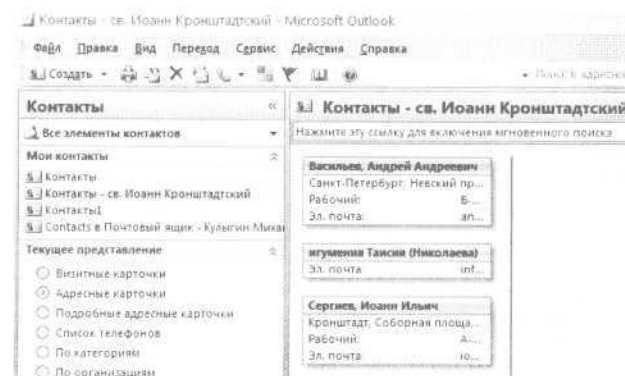 Контакты - св. Иоанн Кронштадтский - Microsoft Outlook
Файл Правка Вид Переход Сервис Действия Справка
Создать
Контакты «
Все элементы контактов
Мои контакты
Контакты
Контакты - св. Иоанн Кронштадтский
Контакты1
Contacts в Почтовый ящик - Кулыгин Михаи
Текущее представление
Визитные карточки
Адресные карточки
Подробные адресные карточки
Список телефонов
По категориям
По организациям
Контакты - св. Иоанн Кронштадтский
Нажмите эту ссылку для включения мгновенного поиска
Васильев, Андрей Андреевич
Санкт-Петербург, Невский пр...
Рабочий: 6-...
Эл. почта: an...
игумения Таисия (Николаева)
Эл. почта: inf...
Сергиев, Иоанн Ильич
Кронштадт, Соборная площа...
Рабочий: А-...
Эл. почта: io...